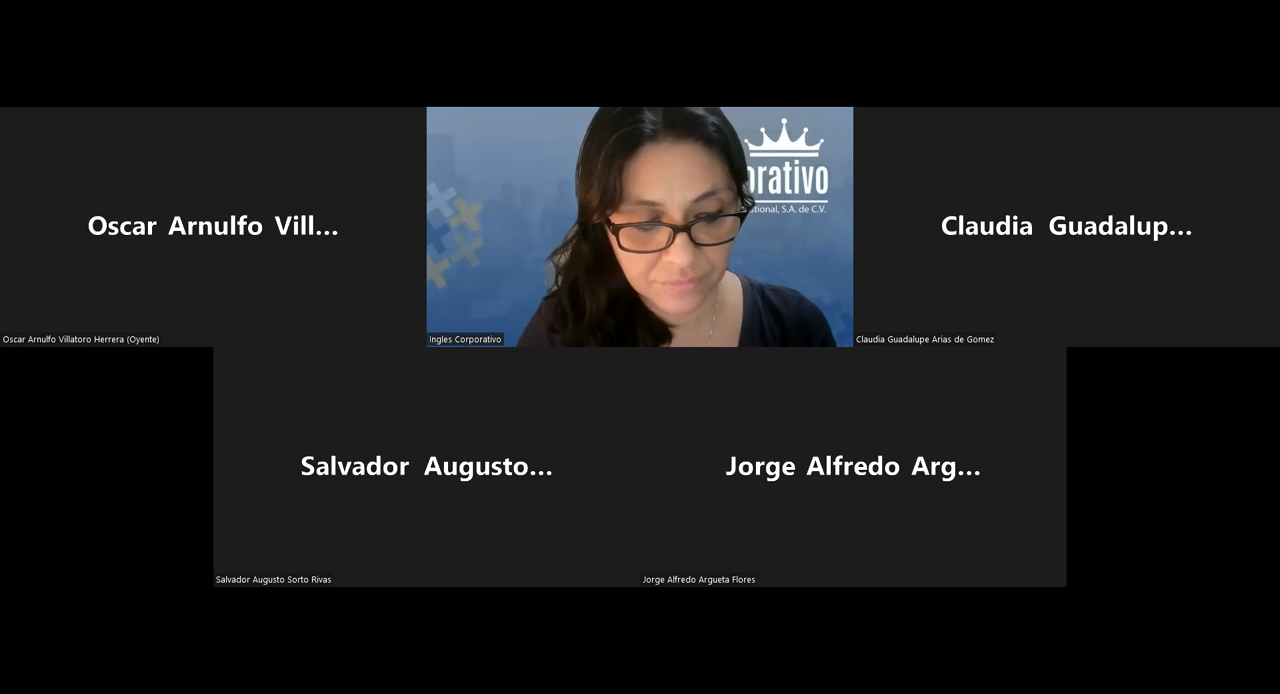 Oscar Arnulfo Vill...
orativo
ational, S.A. de C.V.
Claudia Guadalup...
Oscar Arnulfo Villatoro Herrera (Oyente)
Ingles Corporativo
Claudia Guadalupe Arias de Gomez
Salvador Augusto...
Jorge Alfredo Arg...
Salvador Augusto Sorto Rivas
Jorge Alfredo Argueta Flores